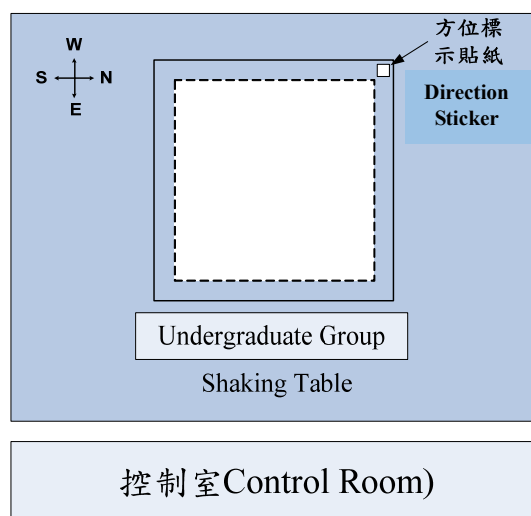 方位標
示貼紙
W
S N
E
Direction
Sticker
Undergraduate Group
Shaking Table
控制室Control Room)